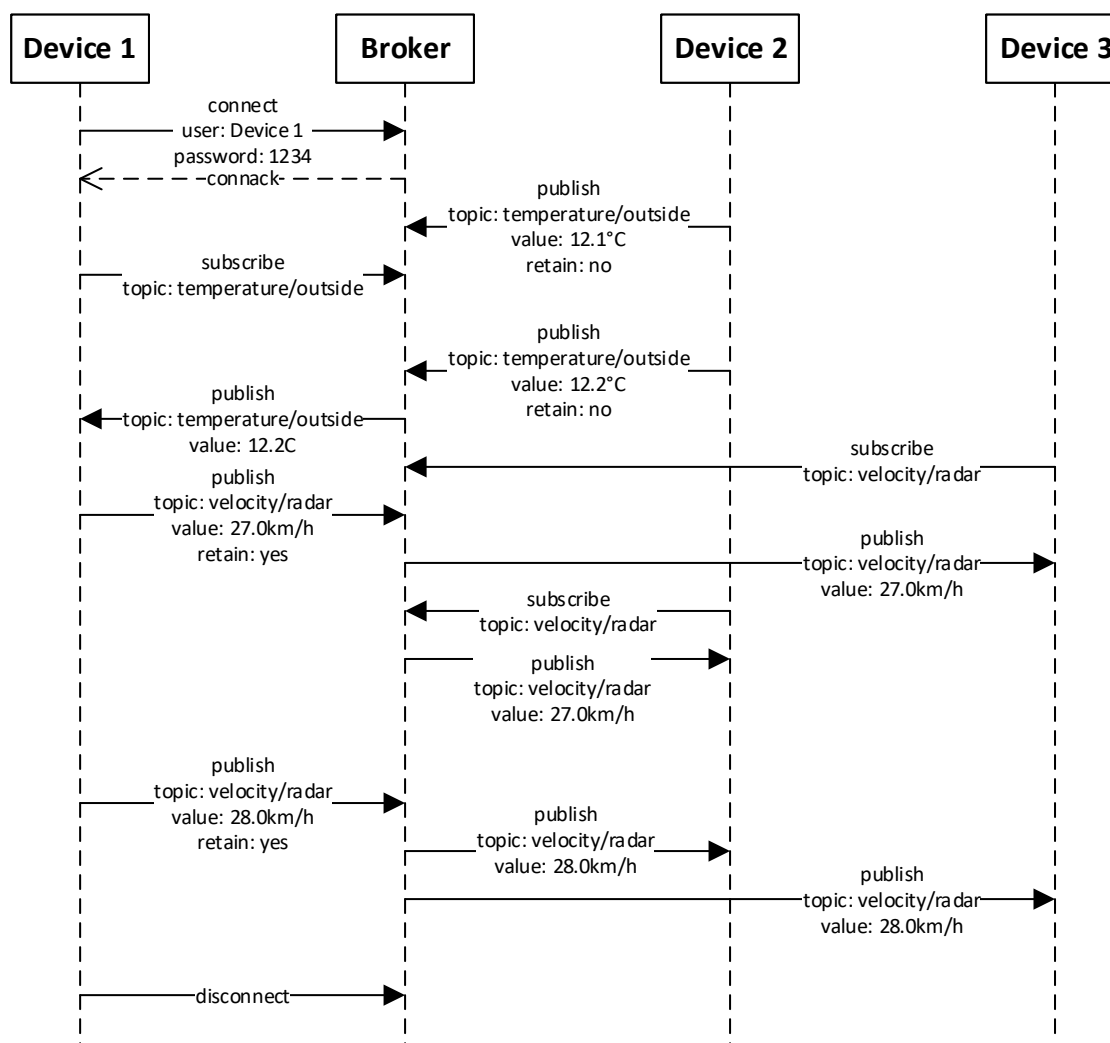 Device 1
Broker
Device 2
Device 3
connect
user: Device 1
password: 1234
connack
publish
topic: temperature/outside
value: 12.1°C
retain: no
subscribe
topic: temperature/outside
publish
topic: temperature/outside
value: 12.2°C
retain: no
publish
topic: temperature/outside
value: 12.2C
subscribe
topic: velocity/radar
publish
topic: velocity/radar
value: 27.0km/h
retain: yes
publish
topic: velocity/radar
value: 27.0km/h
subscribe
topic: velocity/radar
publish
topic: velocity/radar
value: 27.0km/h
publish
topic: velocity/radar
value: 28.0km/h
retain: yes
publish
topic: velocity/radar
value: 28.0km/h
publish
topic: velocity/radar
value: 28.0km/h
disconnect